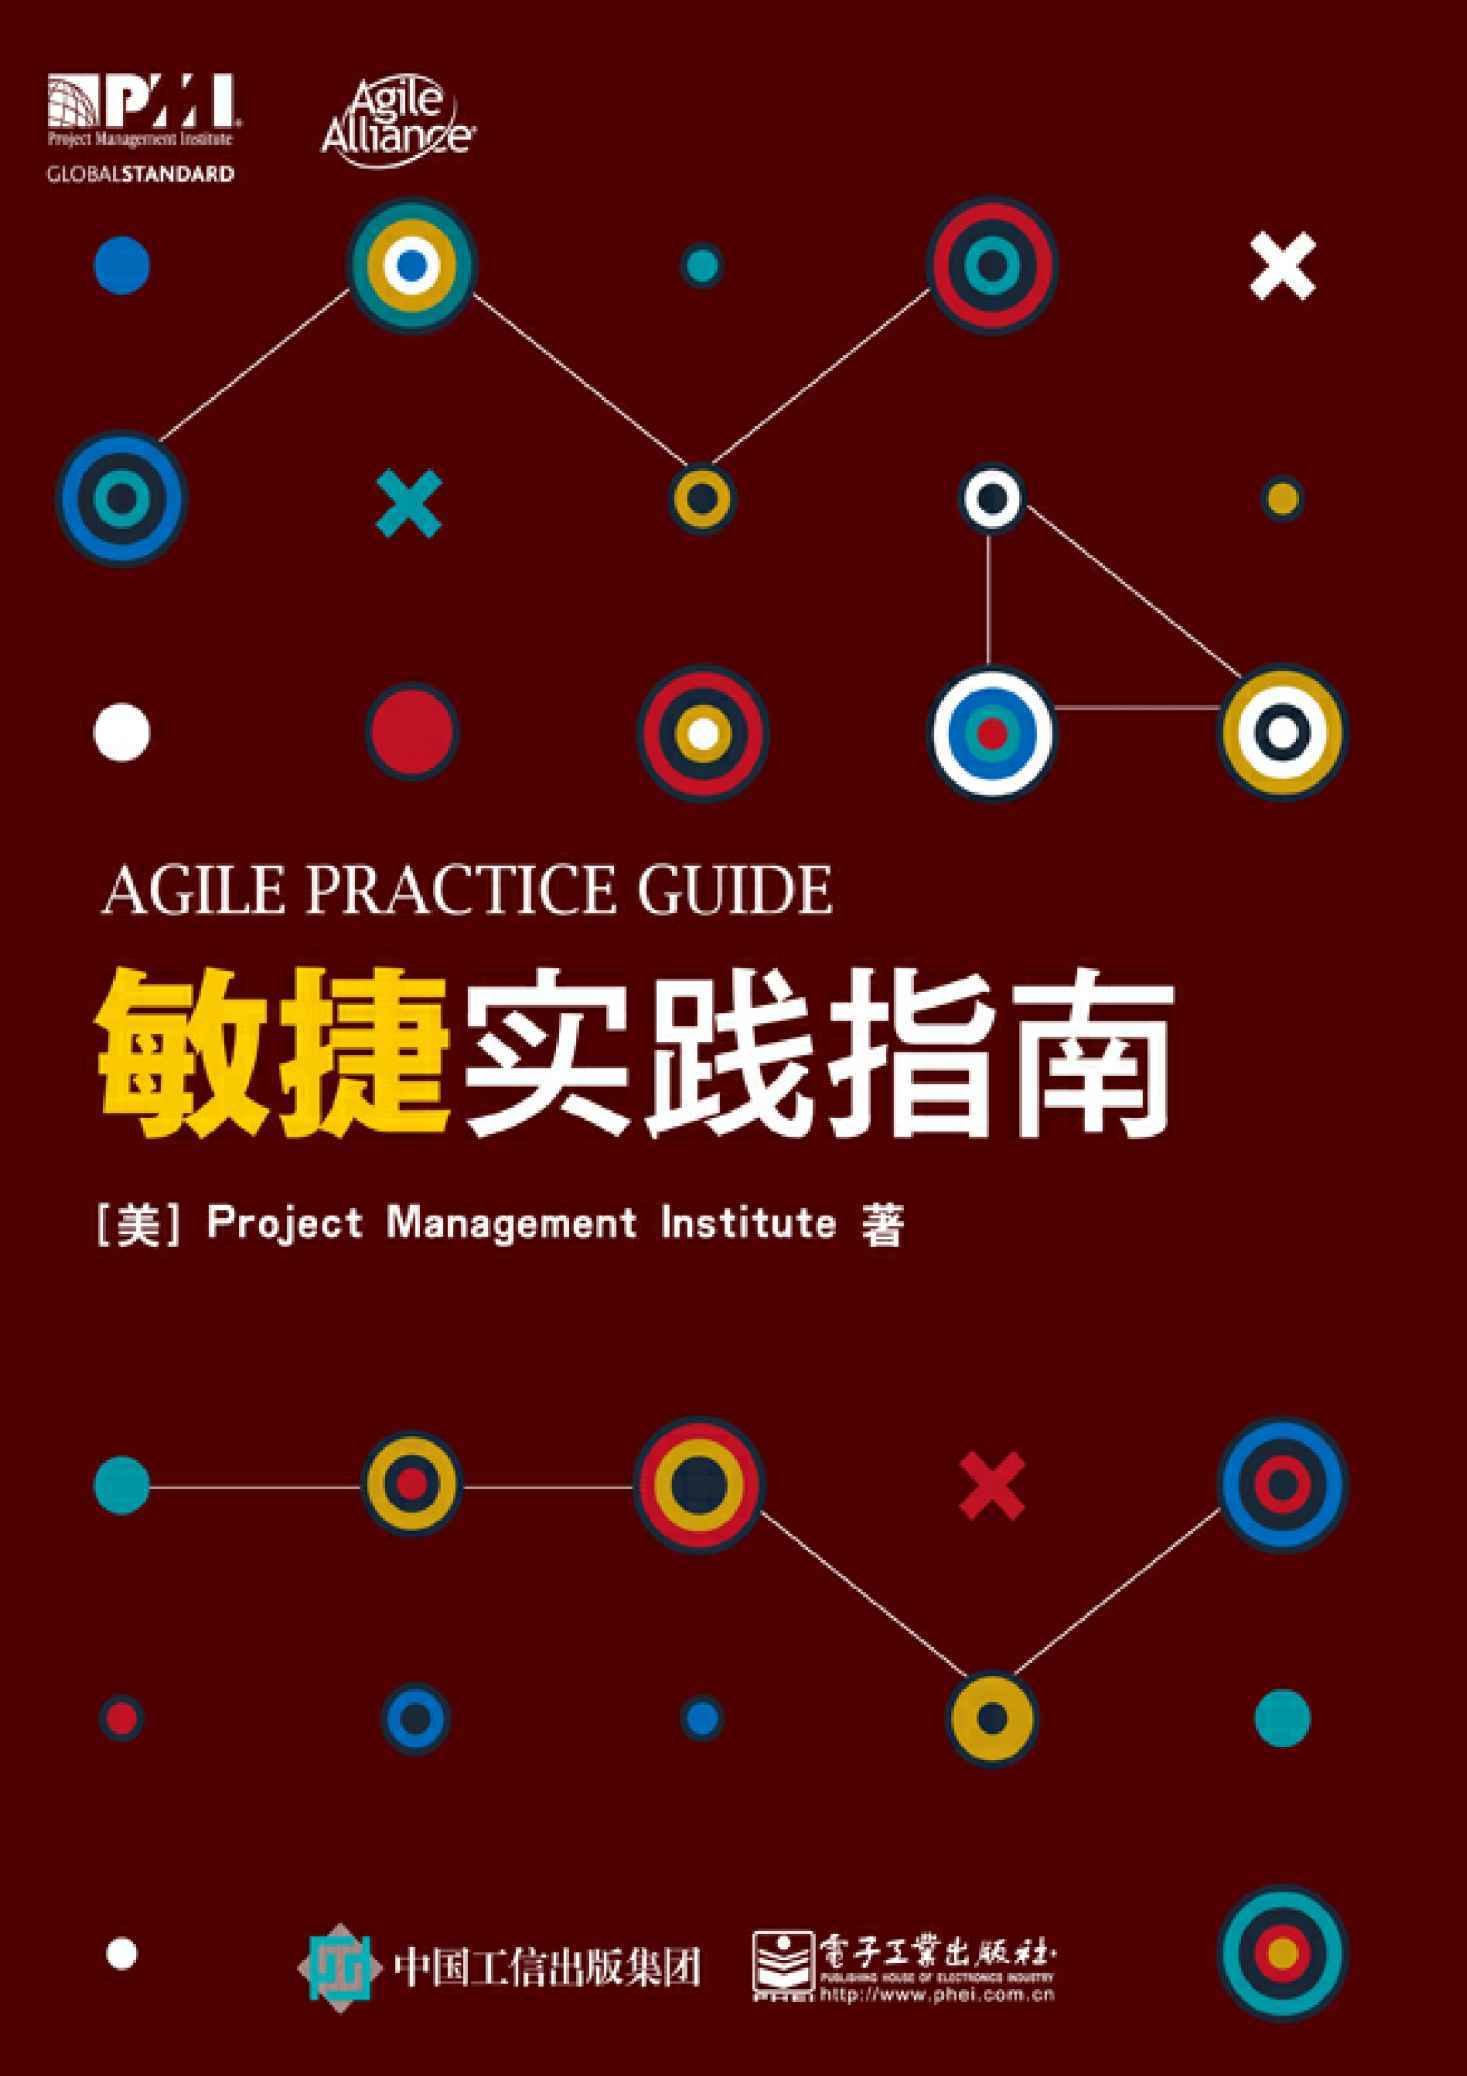 PMI
Project Management Institute
GLOBALSTANDARD
Agile
Alliance
AGILE PRACTICE GUIDE
敏捷实践指南
[美] Project Management Institute 著
中国工信出版集团
電子工業出版社
PUBLISHING HOUSE OF ELECTRONICS INDUSTRY
http://www.phei.com.cn